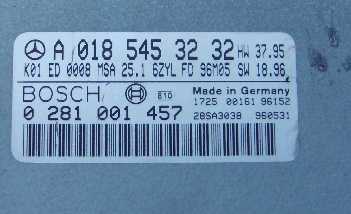 A 018 545 32 32 HW 37.95
K01 ED 0008 MSA 25.1 6ZYL FD 96M05 SW 18.96
BOSCH 610 Made in Germany
1725 00161 96152
0 281 001 457 28SA3038 960531